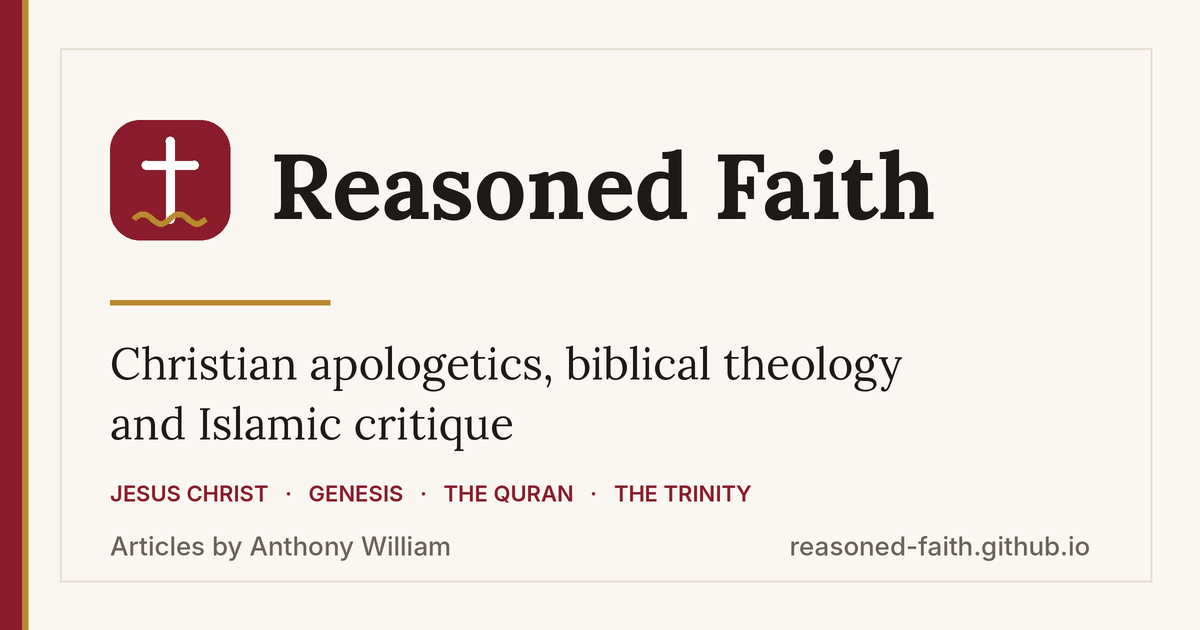 Reasoned Faith
Christian apologetics, biblical theology
and Islamic critique
JESUS CHRIST · GENESIS · THE QURAN · THE TRINITY
Articles by Anthony William
reasoned-faith.github.io